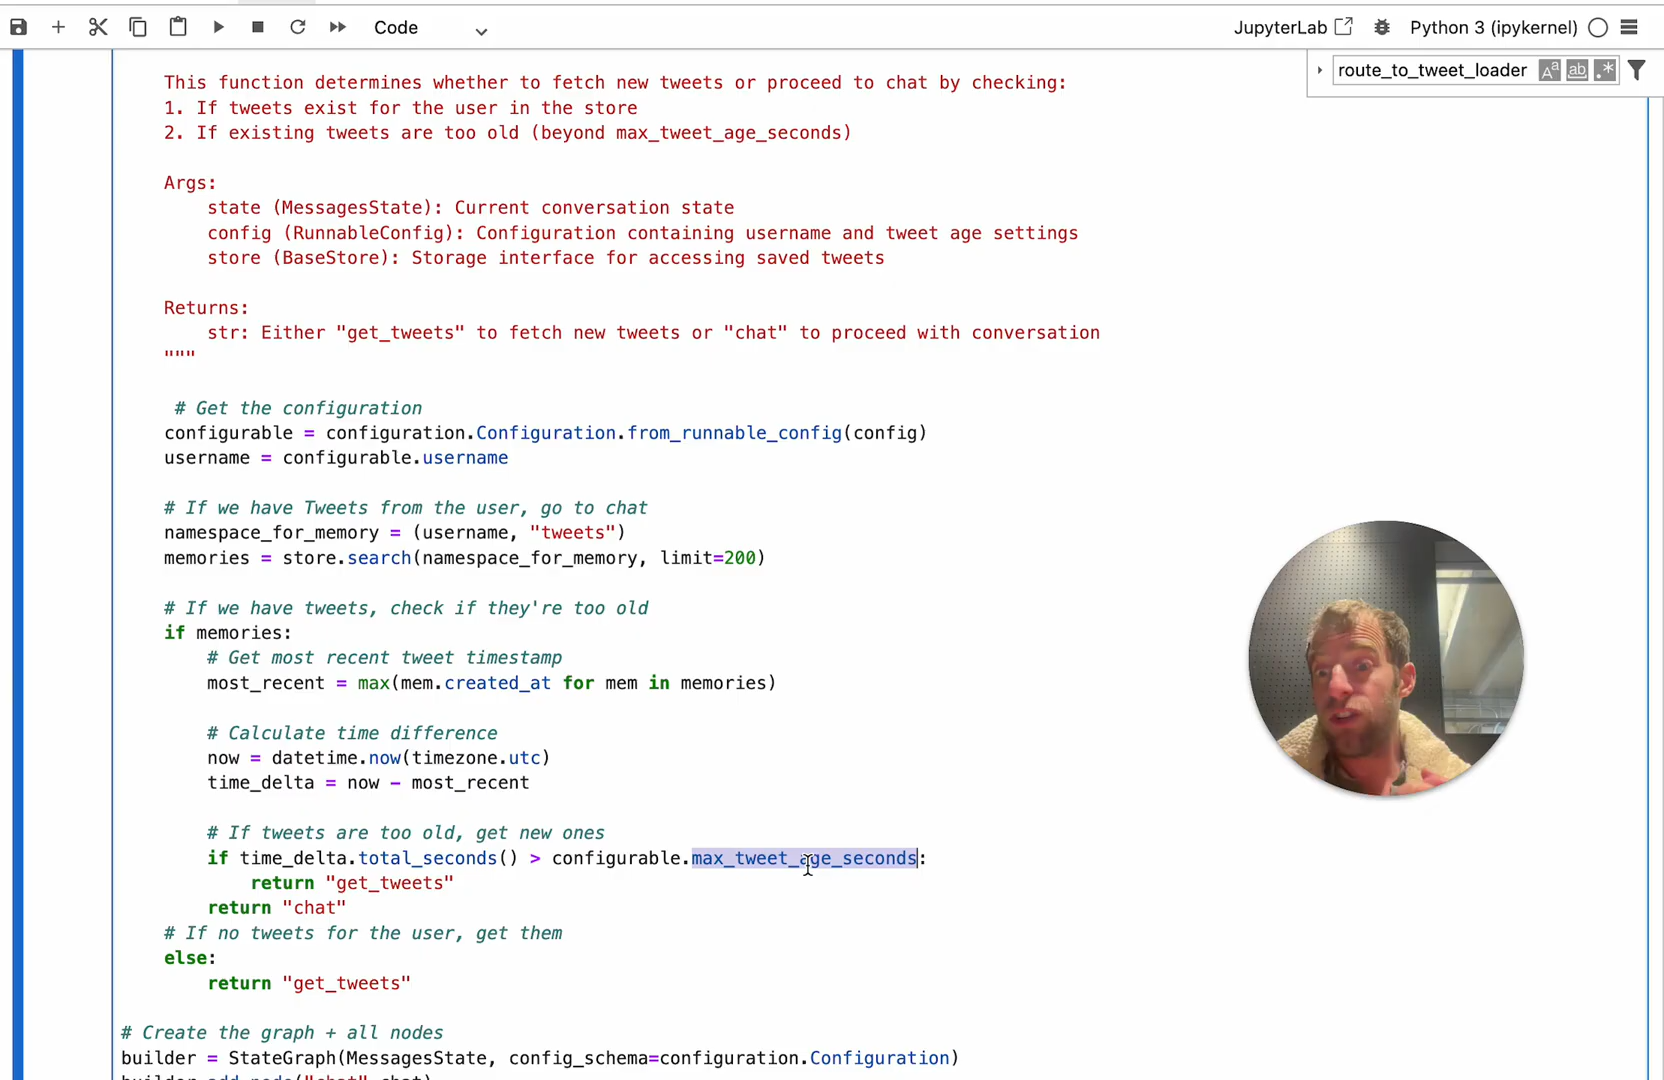 Code
JupyterLab
Python 3 (ipykernel)
route_to_tweet_loader
Aa
ab
.*
This function determines whether to fetch new tweets or proceed to chat by checking:
1. If tweets exist for the user in the store
2. If existing tweets are too old (beyond max_tweet_age_seconds)
Args:
state (MessagesState): Current conversation state
config (RunnableConfig): Configuration containing username and tweet age settings
store (BaseStore): Storage interface for accessing saved tweets
Returns:
str: Either "get_tweets" to fetch new tweets or "chat" to proceed with conversation
"""
# Get the configuration
configurable = configuration.Configuration.from_runnable_config(config)
username = configurable.username
# If we have Tweets from the user, go to chat
namespace_for_memory = (username, "tweets")
memories = store.search(namespace_for_memory, limit=200)
# If we have tweets, check if they're too old
if memories:
# Get most recent tweet timestamp
most_recent = max(mem.created_at for mem in memories)
# Calculate time difference
now = datetime.now(timezone.utc)
time_delta = now - most_recent
# If tweets are too old, get new ones
if time_delta.total_seconds() > configurable.max_tweet_age_seconds:
return "get_tweets"
return "chat"
# If no tweets for the user, get them
else:
return "get_tweets"
# Create the graph + all nodes
builder = StateGraph(MessagesState, config_schema=configuration.Configuration)
builder.add_node("chat",chat)